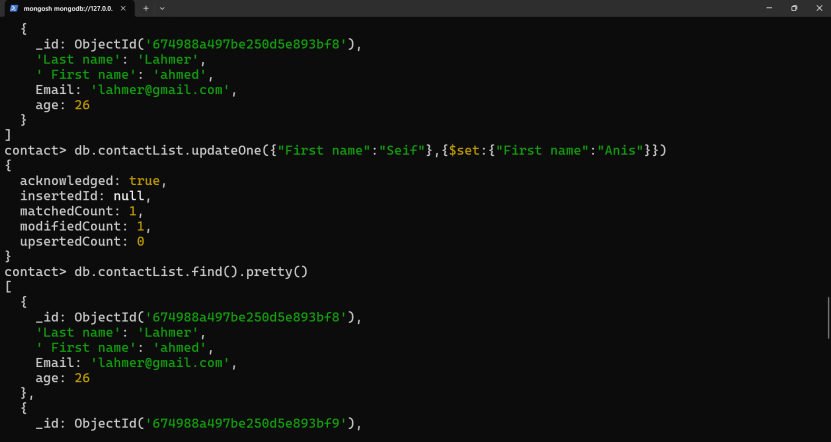 mongosh mongodb://127.0.0.
{
_id: ObjectId('674988a497be250d5e893bf8'),
'Last name': 'Lahmer',
' First name': 'ahmed',
Email: 'lahmer@gmail.com',
age: 26
}
]
contact> db.contactList.updateOne({"First name":"Seif"},{$set:{"First name":"Anis"}})
{
acknowledged: true,
insertedId: null,
matchedCount: 1,
modifiedCount: 1,
upsertedCount: 0
}
contact> db.contactList.find().pretty()
[
{
_id: ObjectId('674988a497be250d5e893bf8'),
'Last name': 'Lahmer',
' First name': 'ahmed',
Email: 'lahmer@gmail.com',
age: 26
},
{
_id: ObjectId('674988a497be250d5e893bf9'),